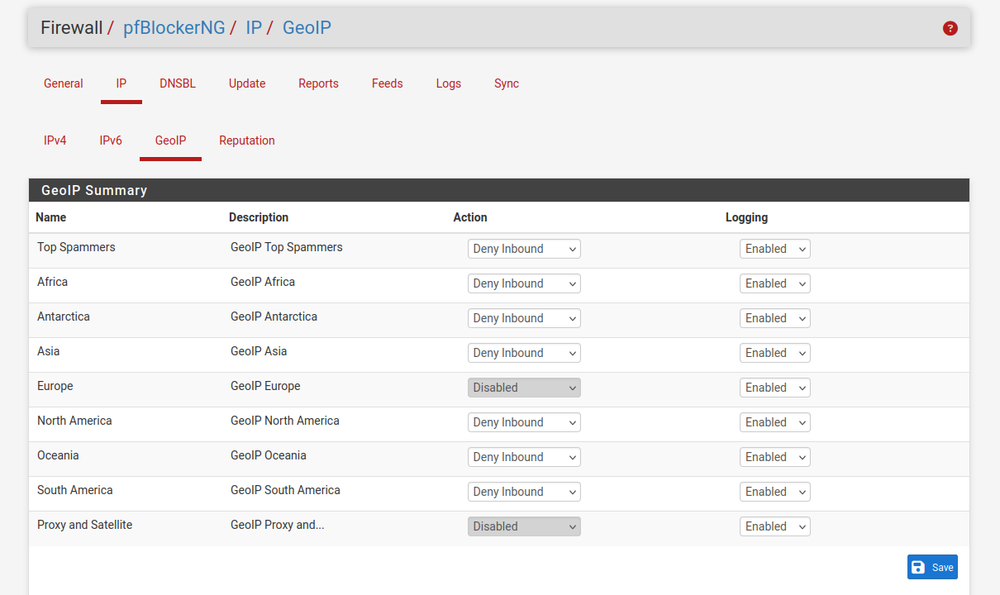 Firewall / pfBlockerNG / IP / GeoIP ?
General IP DNSBL Update Reports Feeds Logs Sync
IPv4 IPv6 GeoIP Reputation
GeoIP Summary
Name Description Action Logging
Top Spammers GeoIP Top Spammers Deny Inbound Enabled
Africa GeoIP Africa Deny Inbound Enabled
Antarctica GeoIP Antarctica Deny Inbound Enabled
Asia GeoIP Asia Deny Inbound Enabled
Europe GeoIP Europe Disabled Enabled
North America GeoIP North America Deny Inbound Enabled
Oceania GeoIP Oceania Deny Inbound Enabled
South America GeoIP South America Deny Inbound Enabled
Proxy and Satellite GeoIP Proxy and... Disabled Enabled
Save